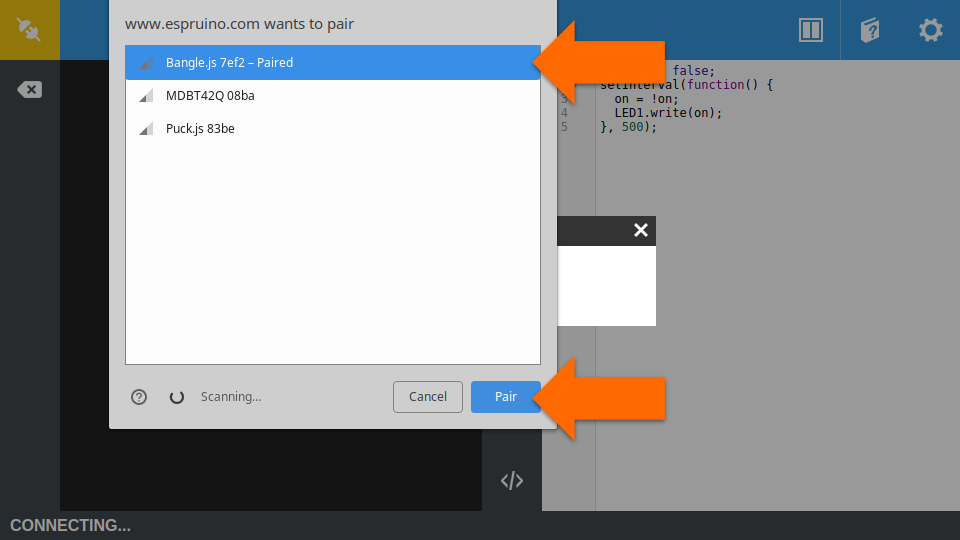 www.espruino.com wants to pair
Bangle.js 7ef2 – Paired
MDBT42Q 08ba
Puck.js 83be
Scanning...
Cancel
Pair
false;
setInterval(function() {
3 on = !on;
4 LED1.write(on);
5 }, 500);
</>
CONNECTING...